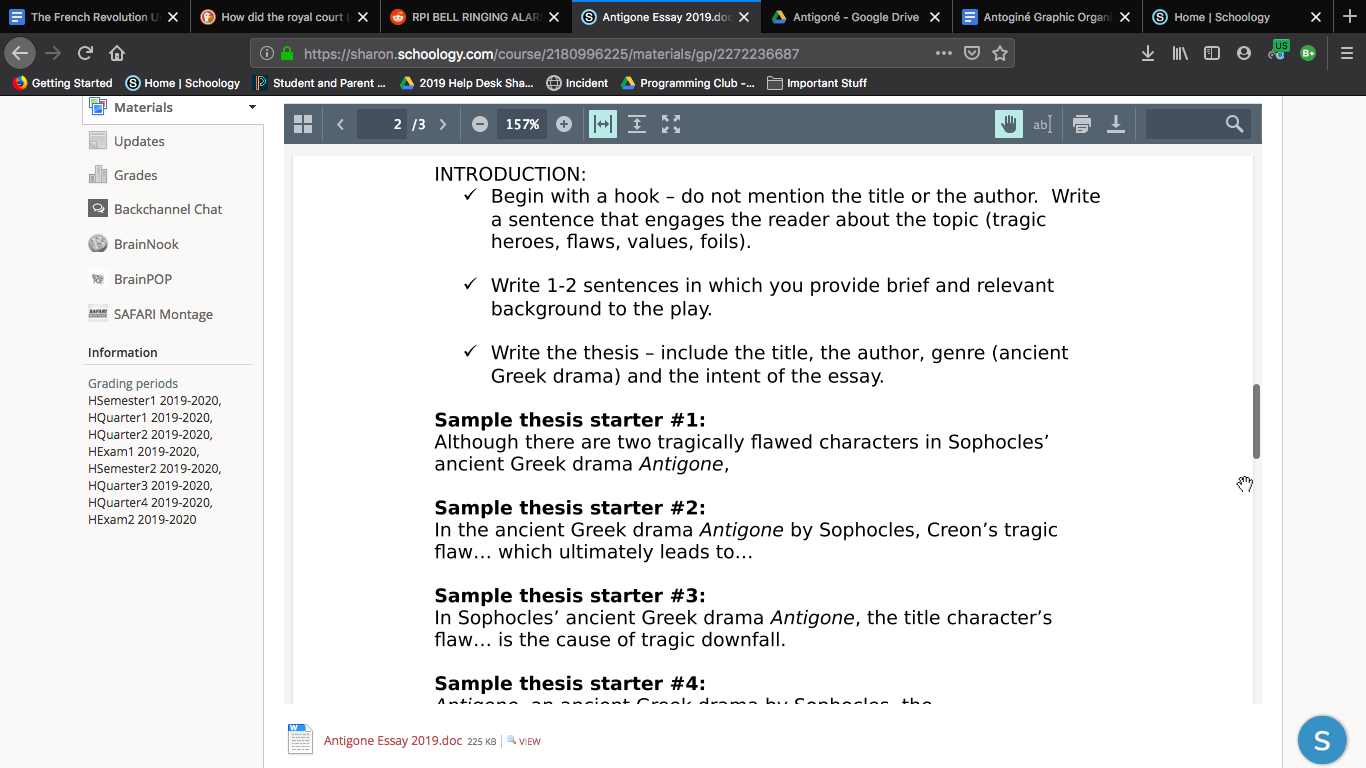 The French Revolution U
How did the royal court (
RPI BELL RINGING ALAR
Antigone Essay 2019.doc
Antigoné - Google Drive
Antoginé Graphic Organi
Home | Schoology
https://sharon.schoology.com/course/2180996225/materials/gp/2272236687
US
B+
Getting Started
Home | Schoology
Student and Parent ...
2019 Help Desk Sha...
Incident
Programming Club -...
Important Stuff
Materials
Updates
Grades
Backchannel Chat
BrainNook
BrainPOP
SAFARI Montage
Information
Grading periods
HSemester1 2019-2020,
HQuarter1 2019-2020,
HQuarter2 2019-2020,
HExam1 2019-2020,
HSemester2 2019-2020,
HQuarter3 2019-2020,
HQuarter4 2019-2020,
HExam2 2019-2020
2 /3
157%
ab
INTRODUCTION:
✓ Begin with a hook – do not mention the title or the author. Write
a sentence that engages the reader about the topic (tragic
heroes, flaws, values, foils).
✓ Write 1-2 sentences in which you provide brief and relevant
background to the play.
✓ Write the thesis – include the title, the author, genre (ancient
Greek drama) and the intent of the essay.
Sample thesis starter #1:
Although there are two tragically flawed characters in Sophocles’
ancient Greek drama Antigone,
Sample thesis starter #2:
In the ancient Greek drama Antigone by Sophocles, Creon’s tragic
flaw… which ultimately leads to…
Sample thesis starter #3:
In Sophocles’ ancient Greek drama Antigone, the title character’s
flaw… is the cause of tragic downfall.
Sample thesis starter #4:
Antigone, an ancient Greek drama by Sophocles, the
Antigone Essay 2019.doc 225 KB VIEW
S